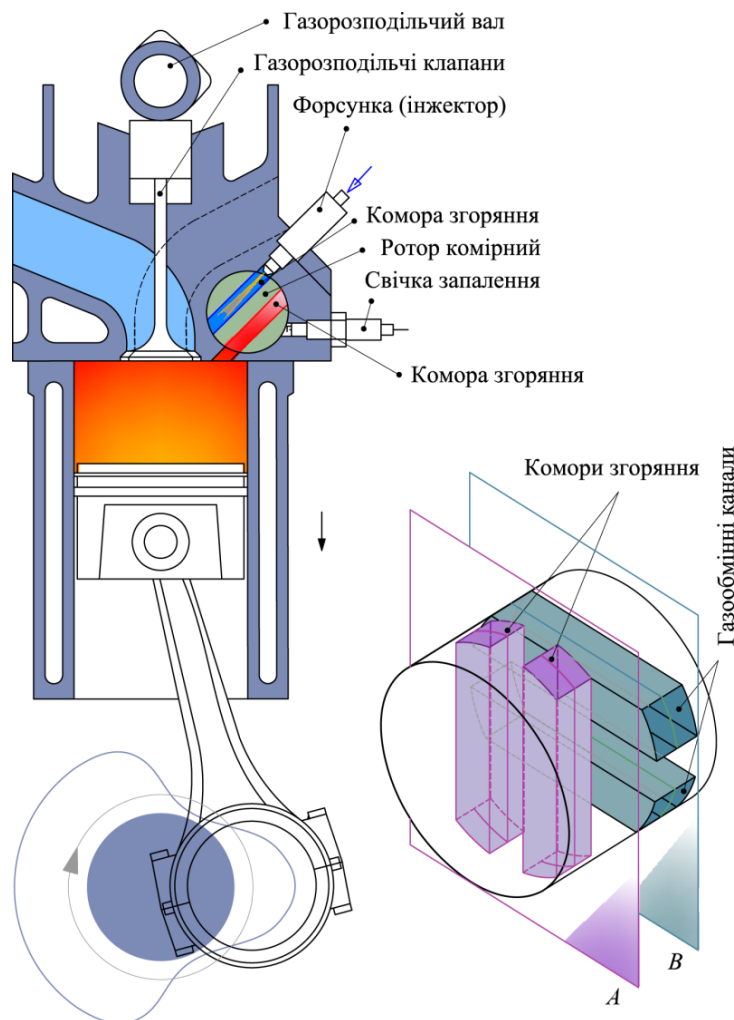 Газорозподільчий вал
Газорозподільчі клапани
Форсунка (інжектор)
Комора згоряння
Ротор комірний
Свічка запалення
Комора згоряння
Комори згоряння
Газообмінні канали
A
B